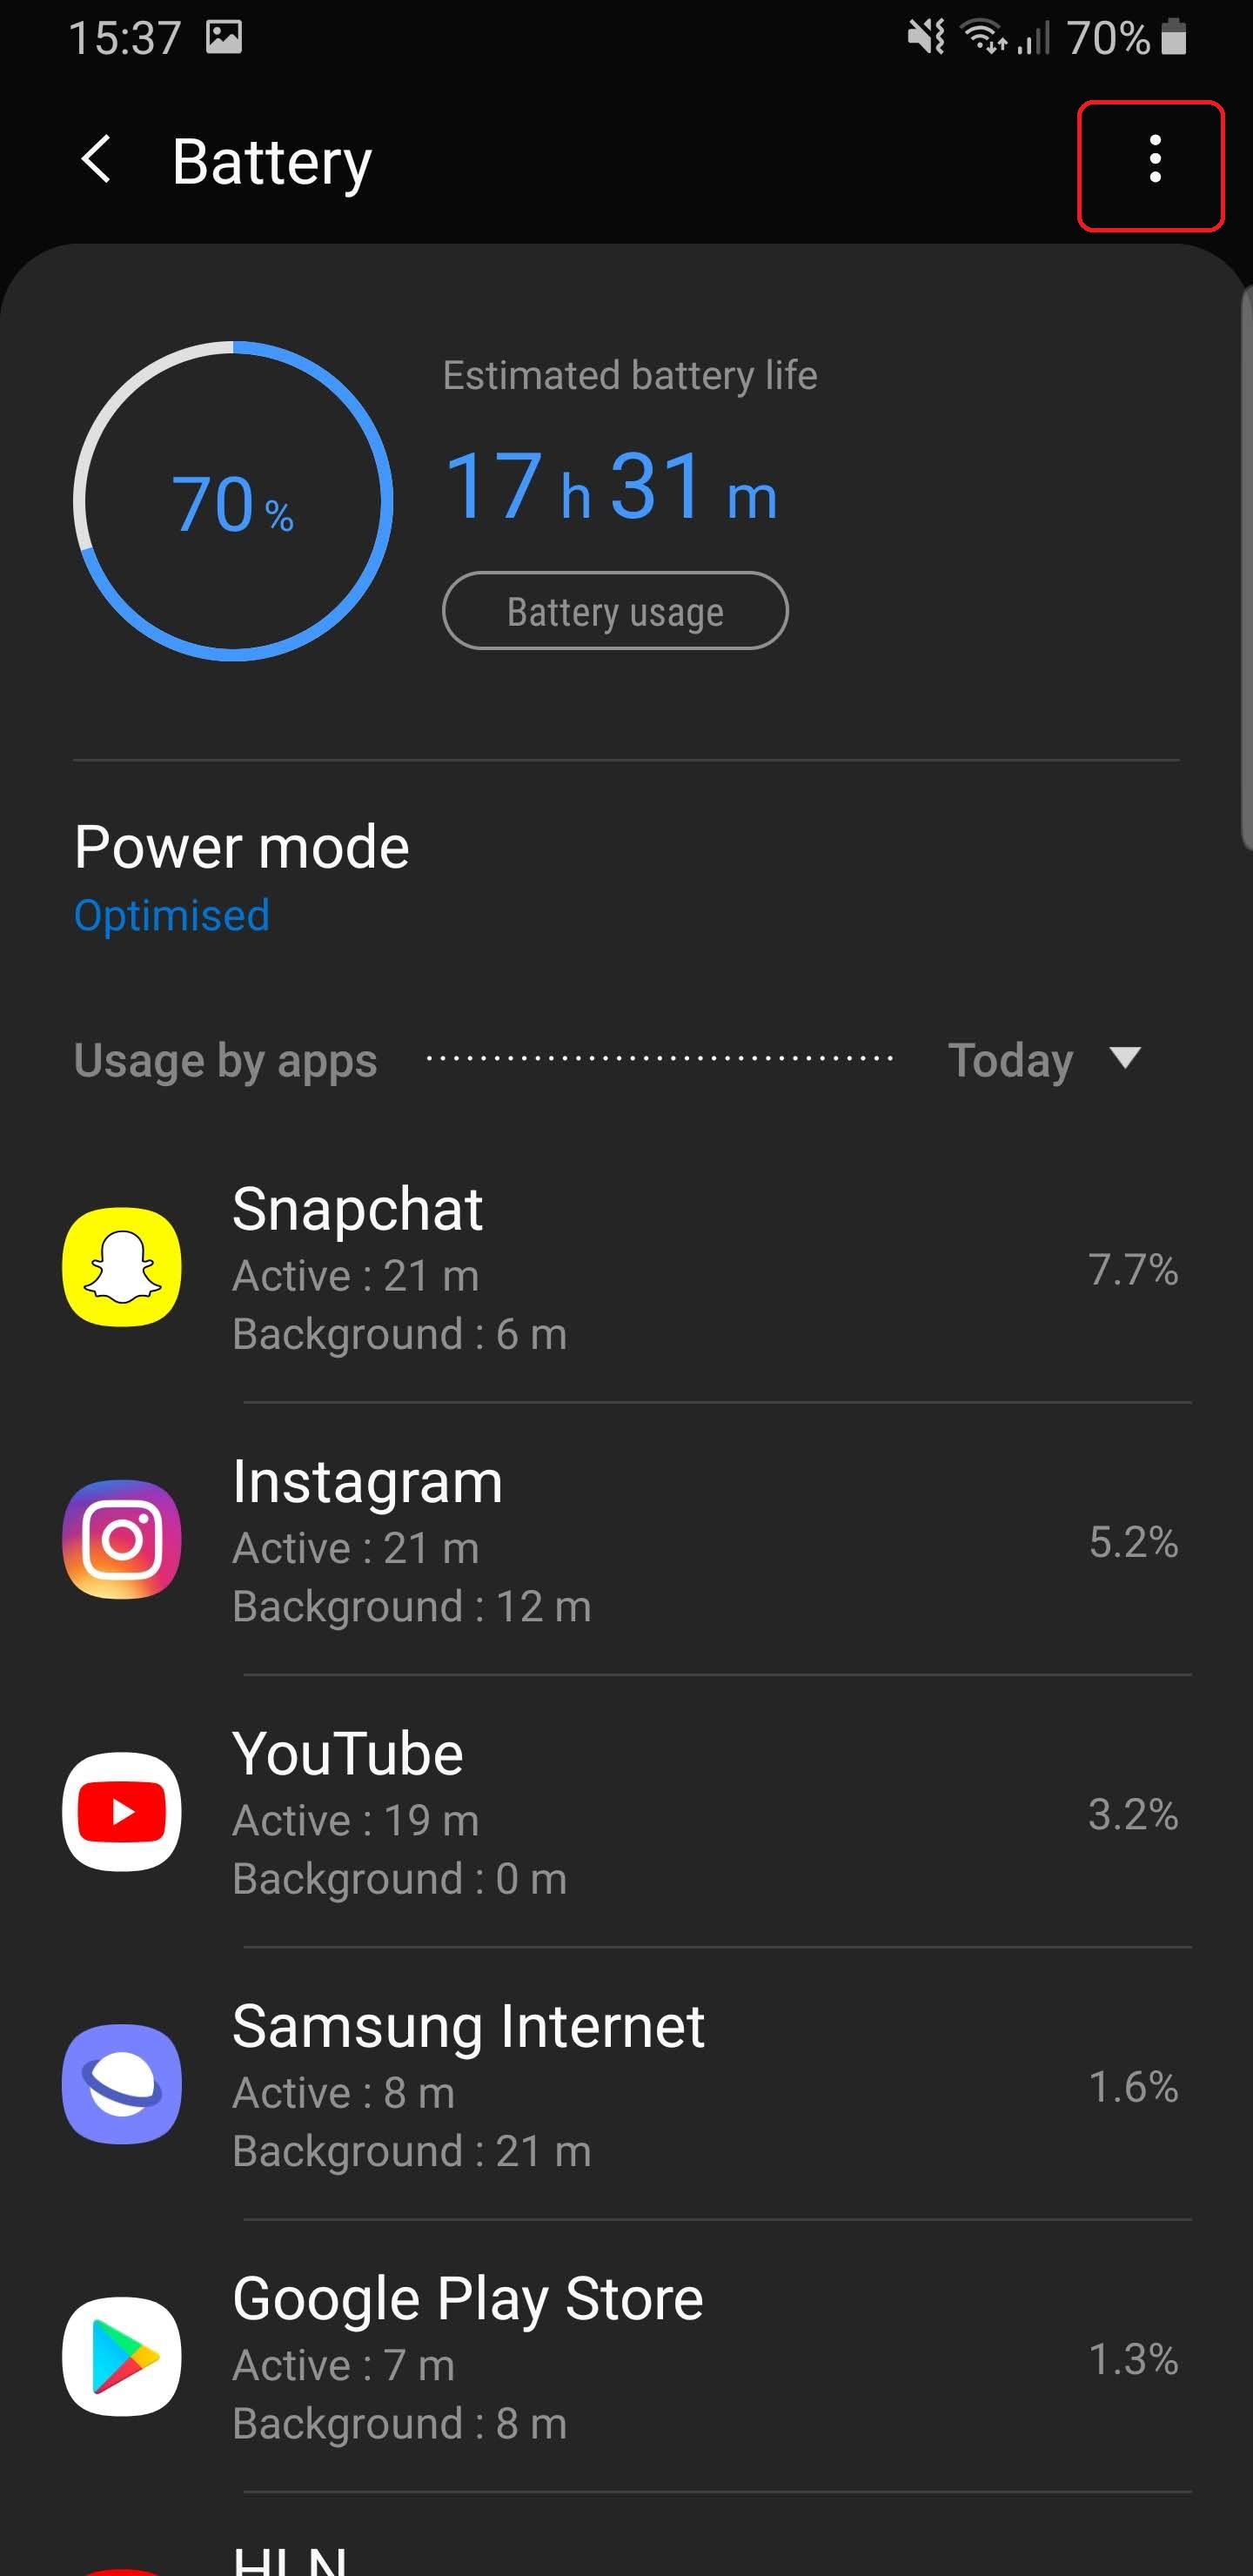 15:37 70%
Battery
Estimated battery life
70 %
17 h 31 m
Battery usage
Power mode
Optimised
Usage by apps Today
Snapchat
Active : 21 m
7.7%
Background : 6 m
Instagram
Active : 21 m
5.2%
Background : 12 m
YouTube
Active : 19 m
3.2%
Background : 0 m
Samsung Internet
Active : 8 m
1.6%
Background : 21 m
Google Play Store
Active : 7 m
1.3%
Background : 8 m
HLN